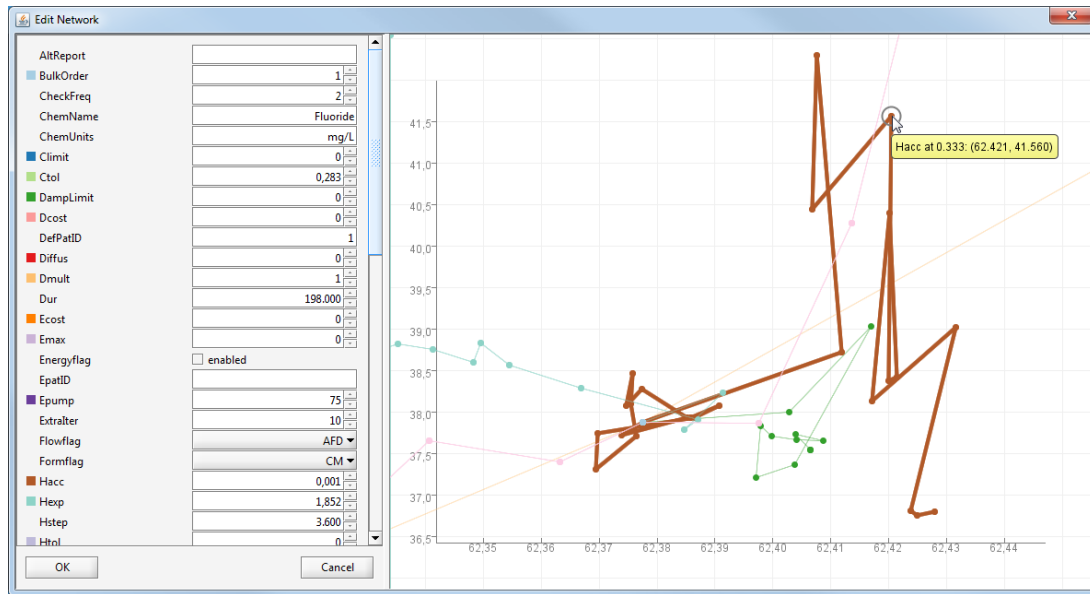 Edit Network
AltReport
BulkOrder 1
CheckFreq 2
ChemName Fluoride
ChemUnits mg/L
Climit 0
Ctol 0,283
DampLimit 0
Dcost 0
DefPatID 1
Diffus 0
Dmult 1
Dur 198.000
Ecost 0
Emax 0
Energyflag enabled
EpatID
Epump 75
ExtraIter 10
Flowflag AFD
Formflag CM
Hacc 0,001
Hexp 1,852
Hstep 3.600
Htol 0
OK Cancel
41,5
41,0
40,5
40,0
39,5
39,0
38,5
38,0
37,5
37,0
36,5
62,35 62,36 62,37 62,38 62,39 62,40 62,41 62,42 62,43 62,44
Hacc at 0.333: (62.421, 41.560)